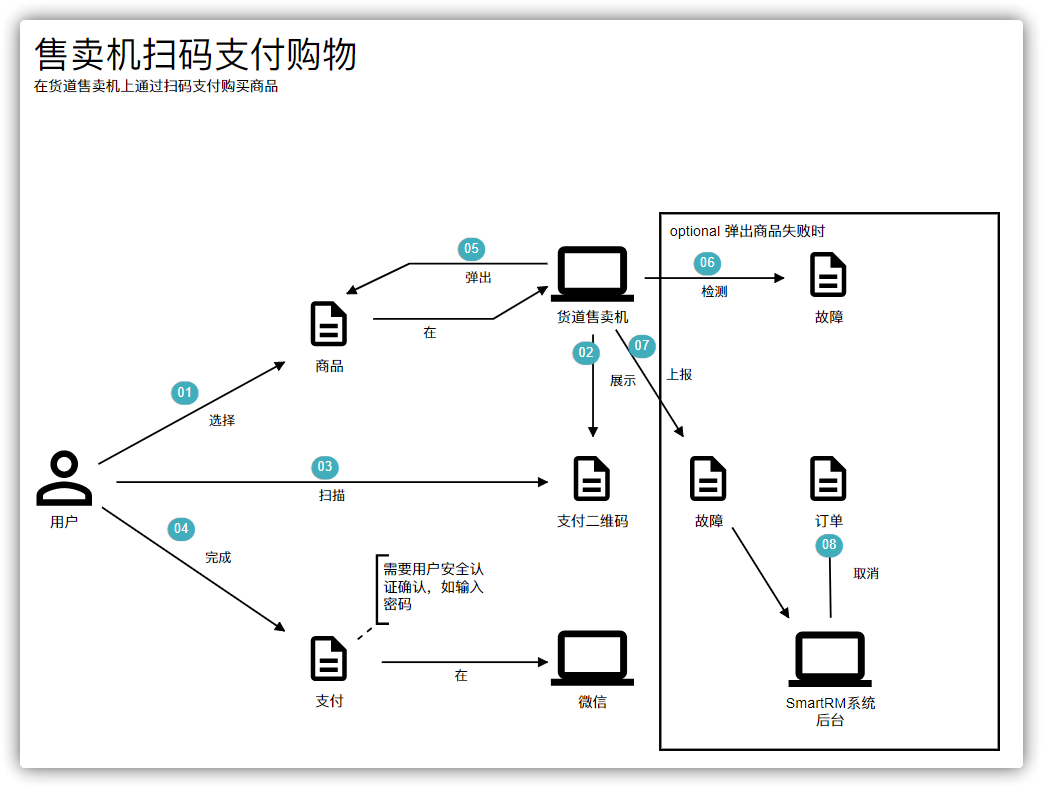 售卖机扫码支付购物
在货道售卖机上通过扫码支付购买商品
optional 弹出商品失败时
05
弹出
06
检测
货道售卖机
故障
在
02
07
展示
上报
商品
01
选择
03
扫描
用户
支付二维码
故障
订单
04
完成
08
取消
需要用户安全认
证确认，如输入
密码
在
支付
微信
SmartRM系统
后台